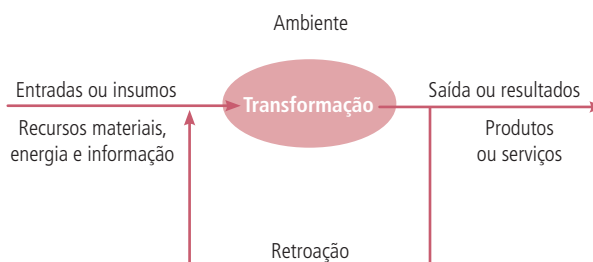 Ambiente
Entradas ou insumos
Transformação
Saída ou resultados
Recursos materiais,
energia e informação
Produtos
ou serviços
Retroação